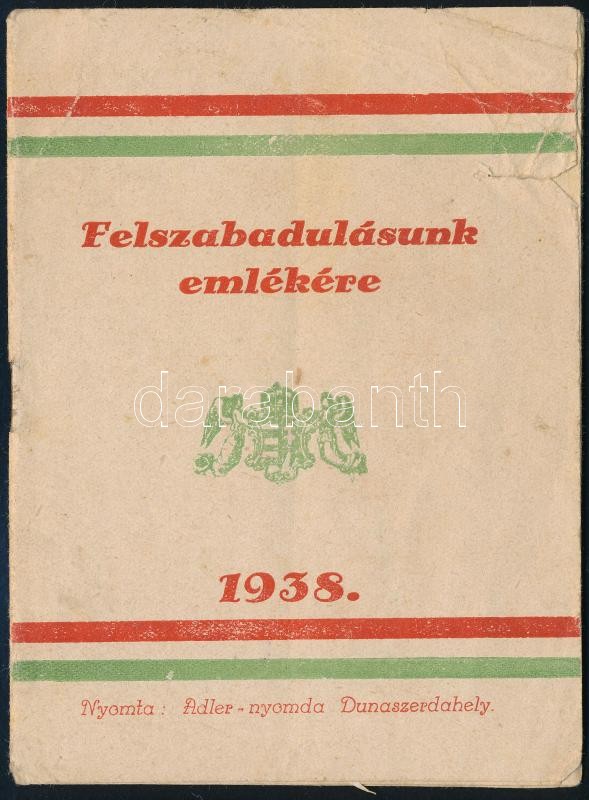 Felszabadulásunk
emlékére
darabanth
1938.
Nyomta: Adler-nyomda Dunaszerdahely.